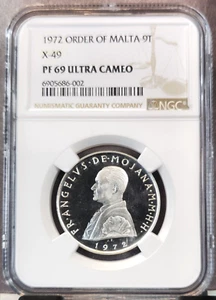 1972 ORDER OF MALTA 9T
X-49
PF 69 ULTRA CAMEO
6905686-002
NUMISMATIC GUARANTY COMPANY
NGC
FR·ANGELVS·DE·MOJANA·M·M·H·H·
1972